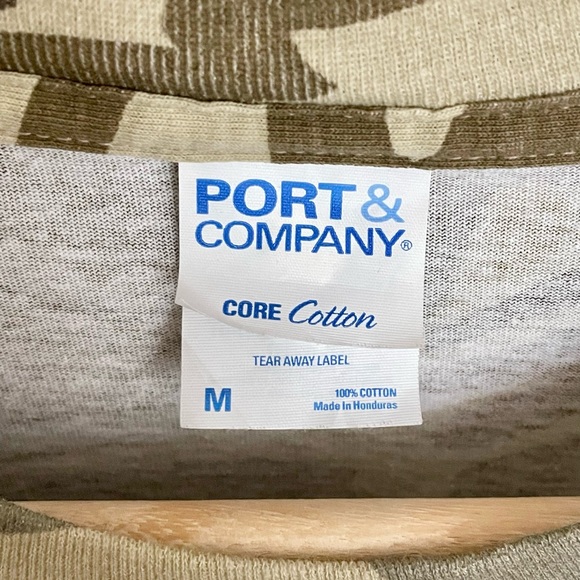 PORT &
COMPANY®
CORE Cotton
TEAR AWAY LABEL
M
100% COTTON
Made In Honduras